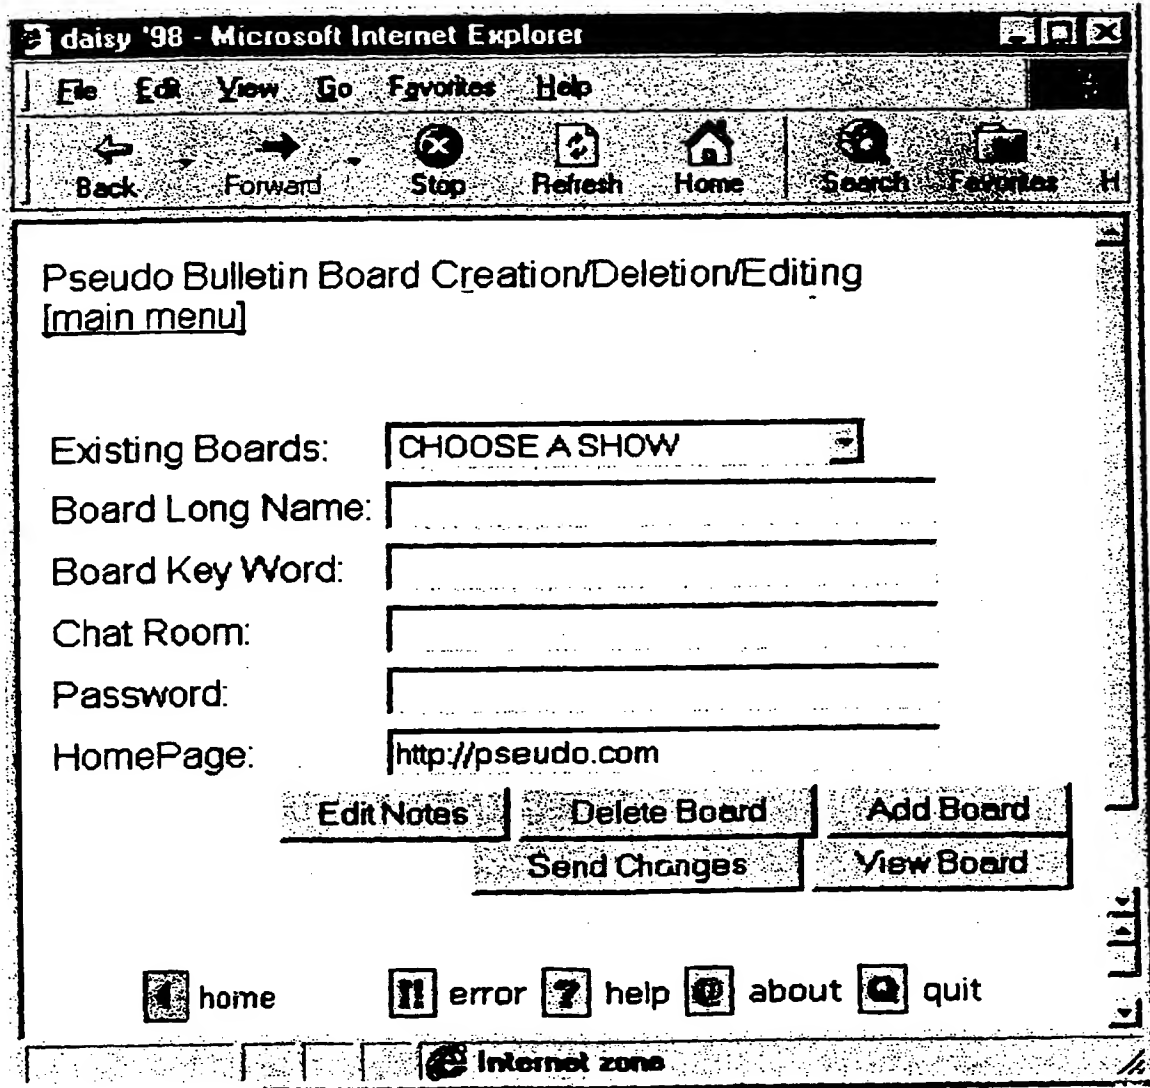 daisy '98 - Microsoft Internet Explorer
File Edit View Go Favorites Help
Back Forward Stop Refresh Home Search Favorites H
Pseudo Bulletin Board Creation/Deletion/Editing
[main menu]
Existing Boards: CHOOSE A SHOW
Board Long Name:
Board Key Word:
Chat Room:
Password:
HomePage: http://pseudo.com
Edit Notes Delete Board Add Board
Send Changes View Board
home !! error ? help @ about Q quit
Internet zone